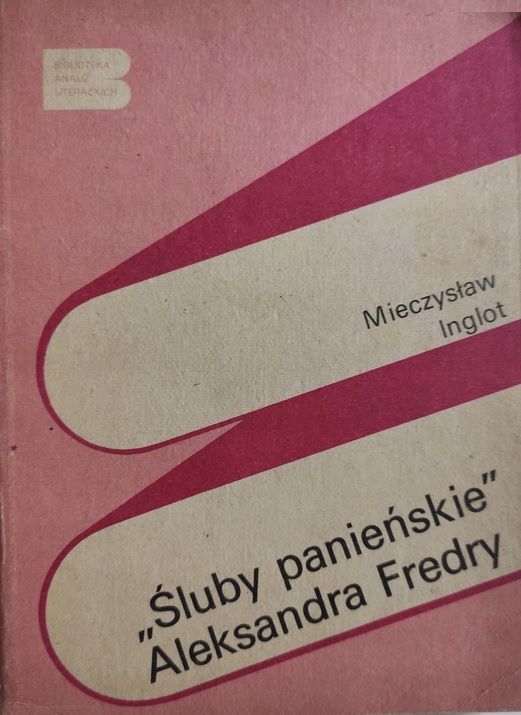 BIBLIOTEKA
ANALIZ
LITERACKICH
Mieczysław
Inglot
„Śluby panieńskie”
Aleksandra Fredry